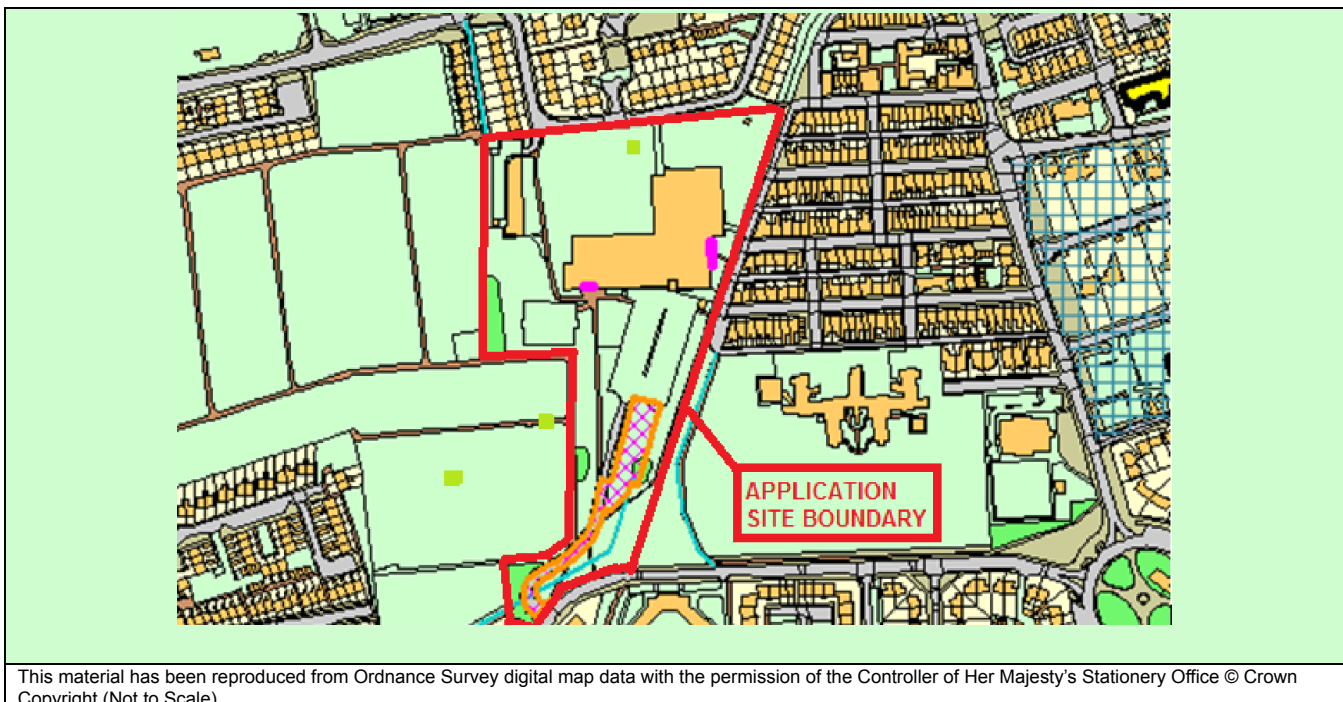 APPLICATION
SITE BOUNDARY
This material has been reproduced from Ordnance Survey digital map data with the permission of the Controller of Her Majesty's Stationery Office © Crown
Copyright (Not to Scale)